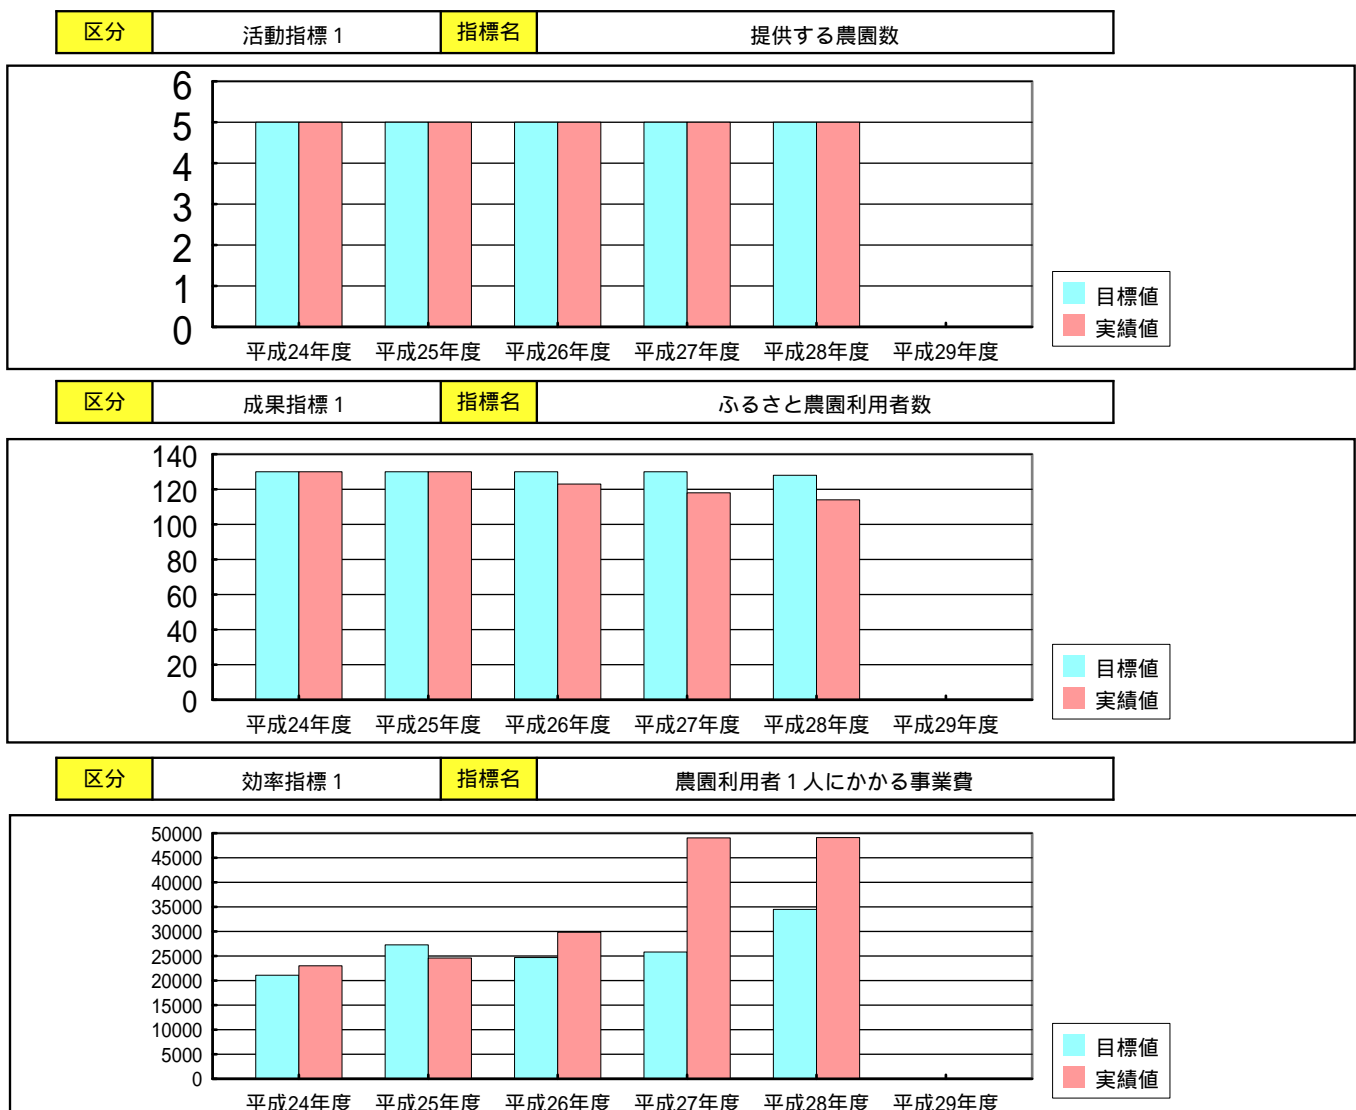 区分 活動指標1 指標名 提供する農園数
6
5
4
3
2
1
0
平成24年度 平成25年度 平成26年度 平成27年度 平成28年度 平成29年度
目標値
実績値
区分 成果指標1 指標名 ふるさと農園利用者数
140
120
100
80
60
40
20
0
平成24年度 平成25年度 平成26年度 平成27年度 平成28年度 平成29年度
目標値
実績値
区分 効率指標1 指標名 農園利用者1人にかかる事業費
50000
45000
40000
35000
30000
25000
20000
15000
10000
5000
0
平成24年度 平成25年度 平成26年度 平成27年度 平成28年度 平成29年度
目標値
実績値